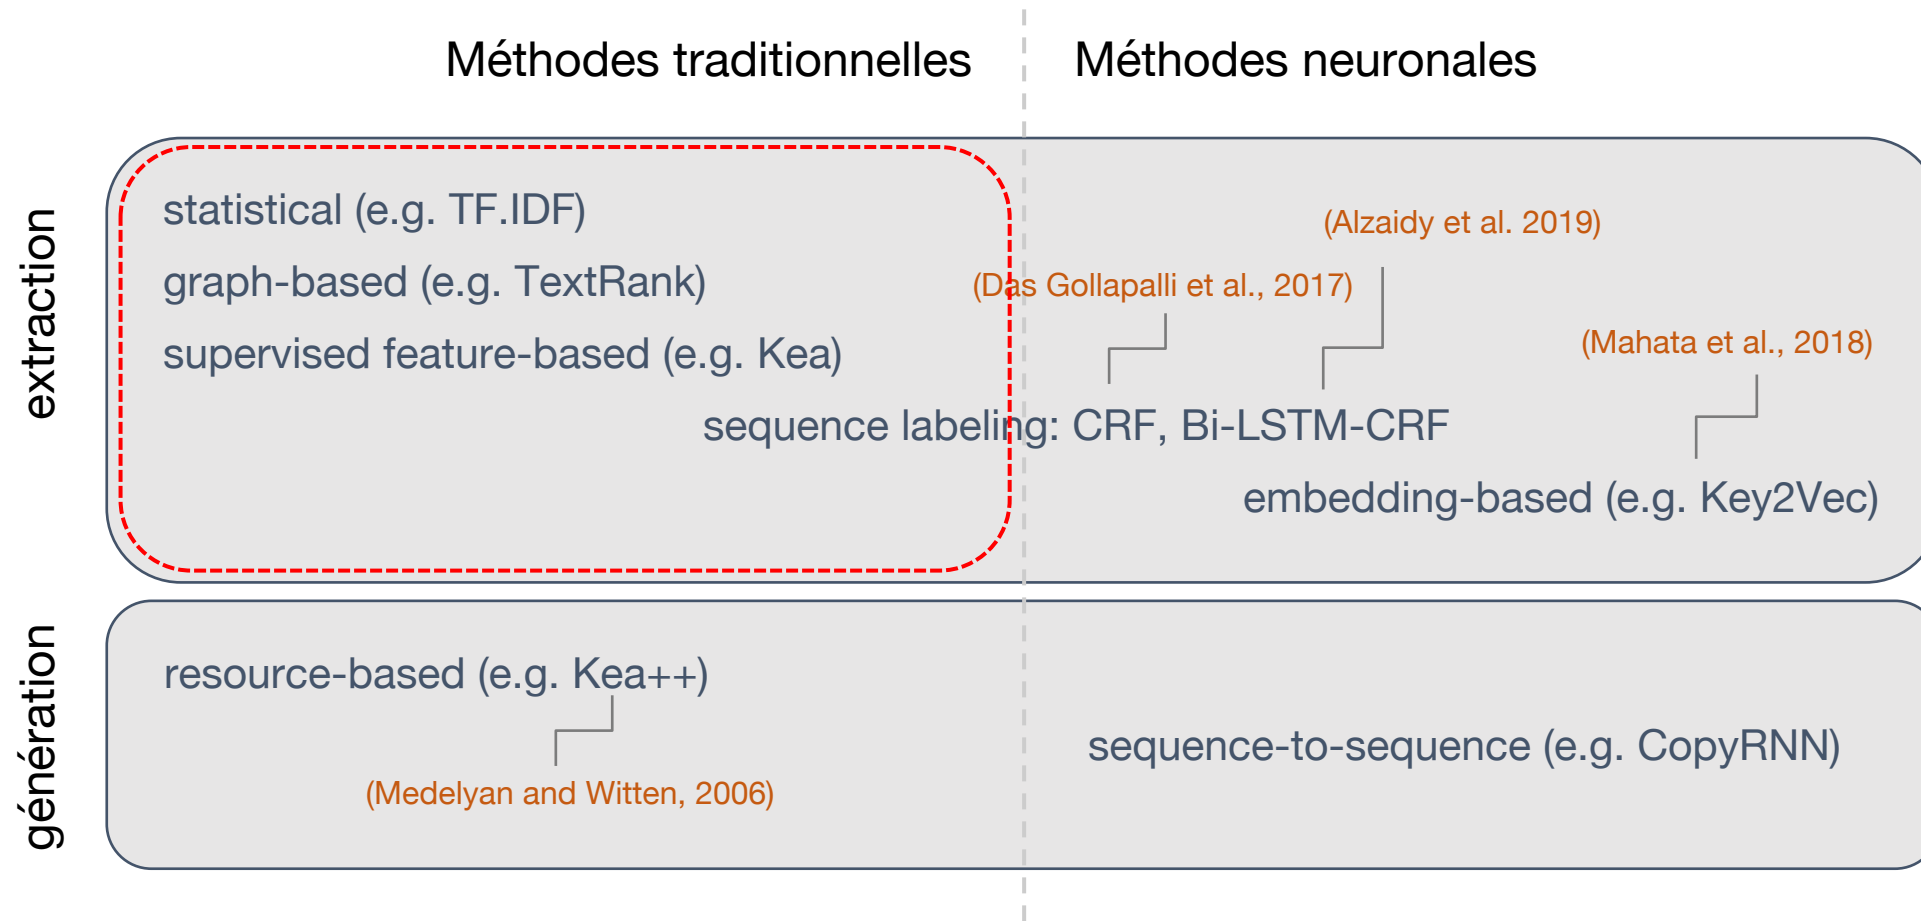 Méthodes traditionnelles
Méthodes neuronales
extraction
statistical (e.g. TF.IDF)
(Alzaidy et al. 2019)
graph-based (e.g. TextRank)
(Das Gollapalli et al., 2017)
supervised feature-based (e.g. Kea)
(Mahata et al., 2018)
sequence labeling: CRF, Bi-LSTM-CRF
embedding-based (e.g. Key2Vec)
génération
resource-based (e.g. Kea++)
sequence-to-sequence (e.g. CopyRNN)
(Medelyan and Witten, 2006)